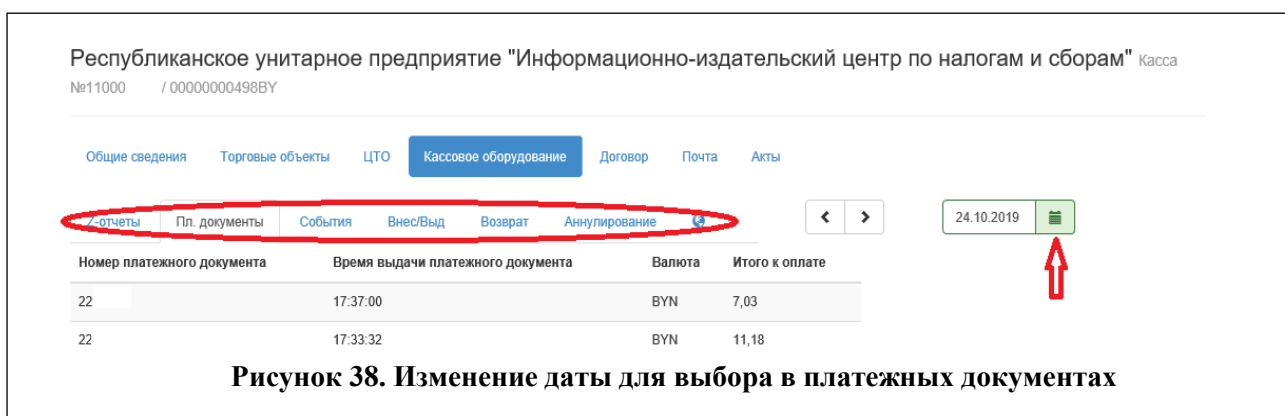 Республиканское унитарное предприятие "Информационно-издательский центр по налогам и сборам" Касса
№11000 / 00000000498BY
Общие сведения Торговые объекты ЦТО Кассовое оборудование Договор Почта Акты
Z-отчеты Пл. документы События Внес/Выд Возврат Аннулирование 24.10.2019
Номер платежного документа Время выдачи платежного документа Валюта Итого к оплате
22 17:37:00 BYN 7,03
22 17:33:32 BYN 11,18
Рисунок 38. Изменение даты для выбора в платежных документах